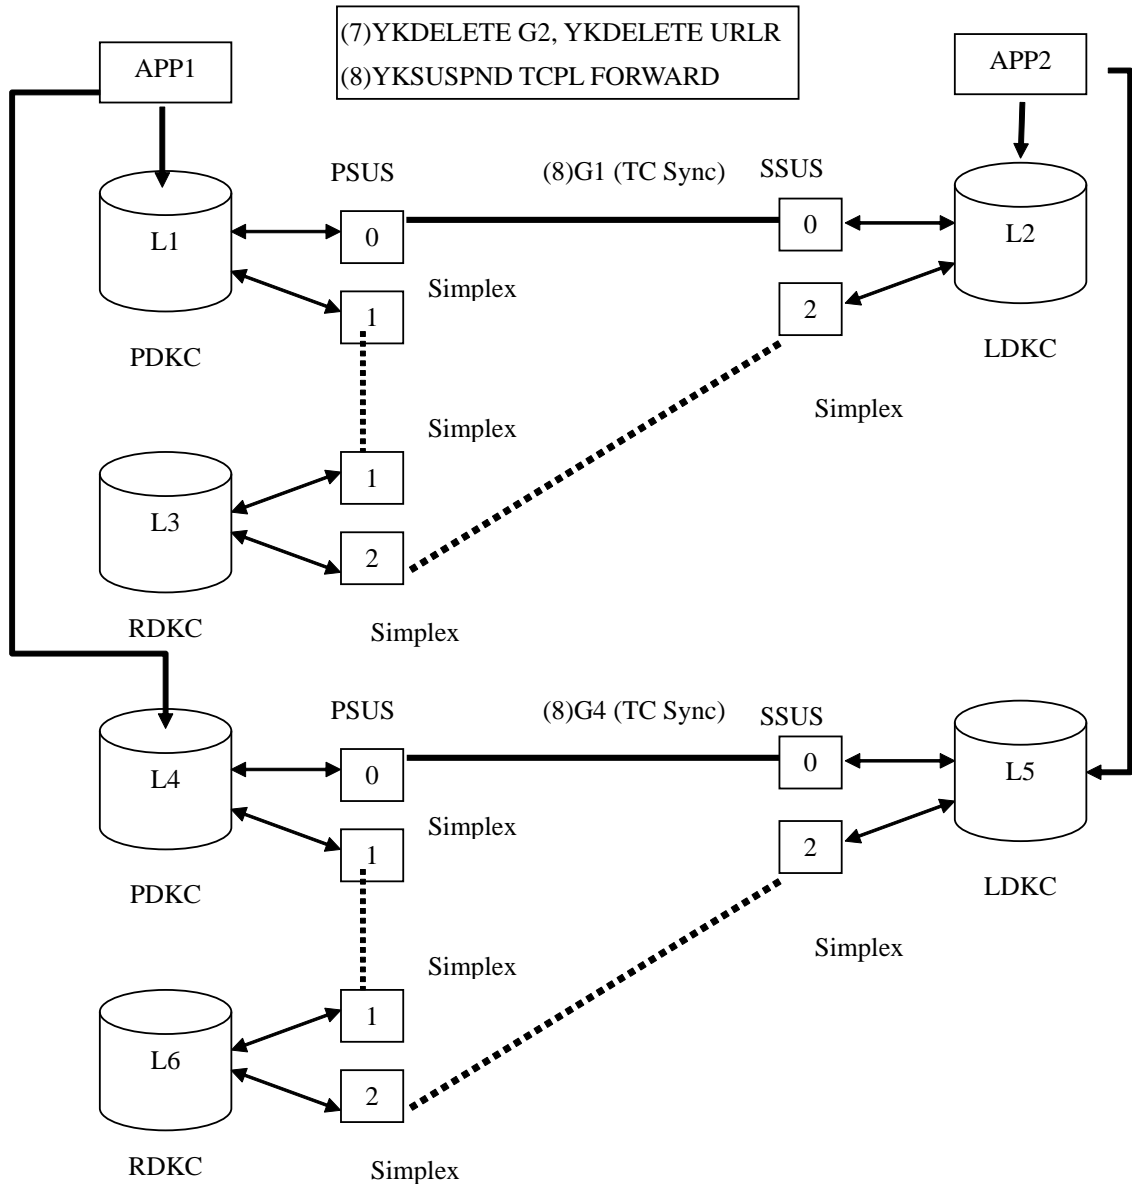 (7)YKDELETE G2, YKDELETE URLR
(8)YKSUSPND TCPL FORWARD
APP1
APP2
PSUS
(8)G1 (TC Sync)
SSUS
L1
0
0
L2
Simplex
1
2
PDKC
LDKC
Simplex
Simplex
L3
1
2
RDKC
Simplex
PSUS
(8)G4 (TC Sync)
SSUS
L4
0
0
L5
Simplex
1
2
PDKC
LDKC
Simplex
Simplex
L6
1
2
RDKC
Simplex